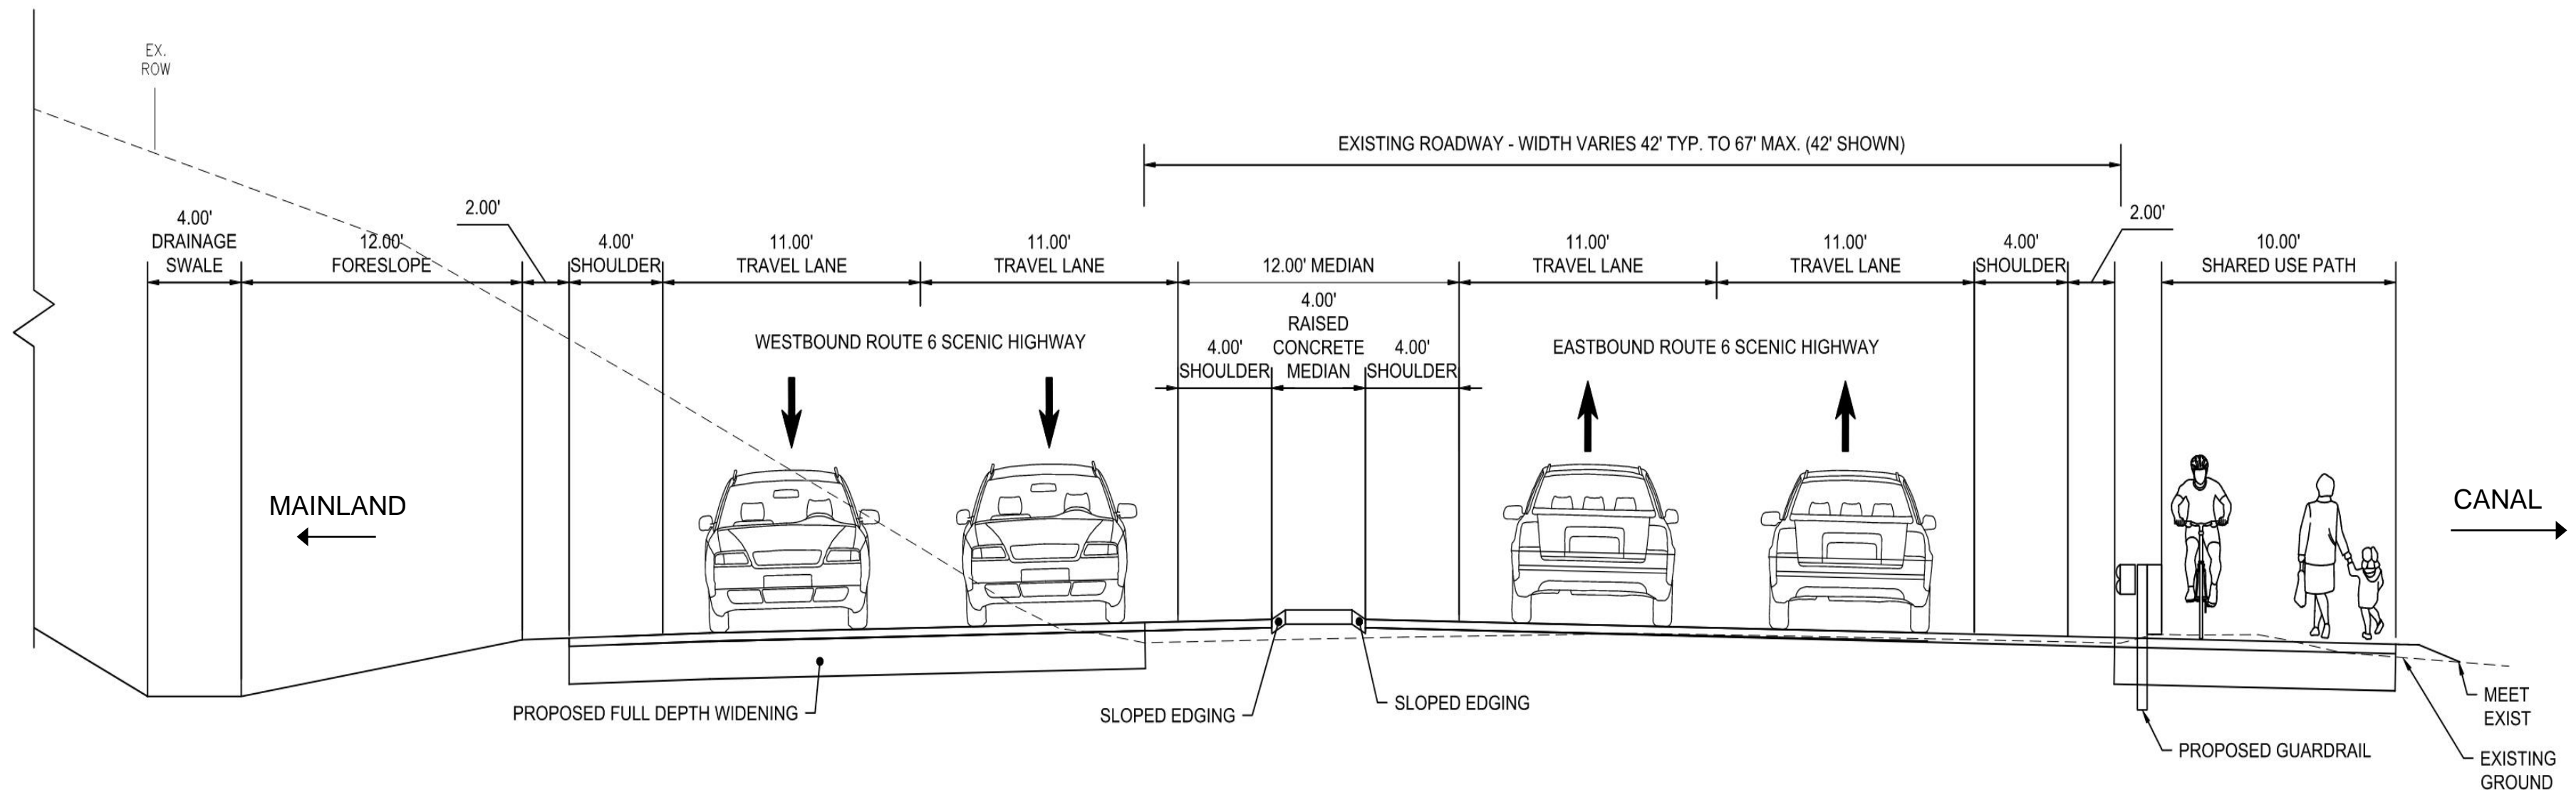 EX.
ROW
EXISTING ROADWAY - WIDTH VARIES 42' TYP. TO 67' MAX. (42' SHOWN)
4.00'
DRAINAGE
SWALE
12.00'
FORESLOPE
2.00'
4.00'
SHOULDER
11.00'
TRAVEL LANE
11.00'
TRAVEL LANE
12.00' MEDIAN
4.00'
SHOULDER
4.00'
RAISED
CONCRETE
MEDIAN
4.00'
SHOULDER
11.00'
TRAVEL LANE
11.00'
TRAVEL LANE
4.00'
SHOULDER
2.00'
10.00'
SHARED USE PATH
WESTBOUND ROUTE 6 SCENIC HIGHWAY
EASTBOUND ROUTE 6 SCENIC HIGHWAY
MAINLAND
CANAL
PROPOSED FULL DEPTH WIDENING
SLOPED EDGING
SLOPED EDGING
MEET
EXIST
PROPOSED GUARDRAIL
EXISTING
GROUND